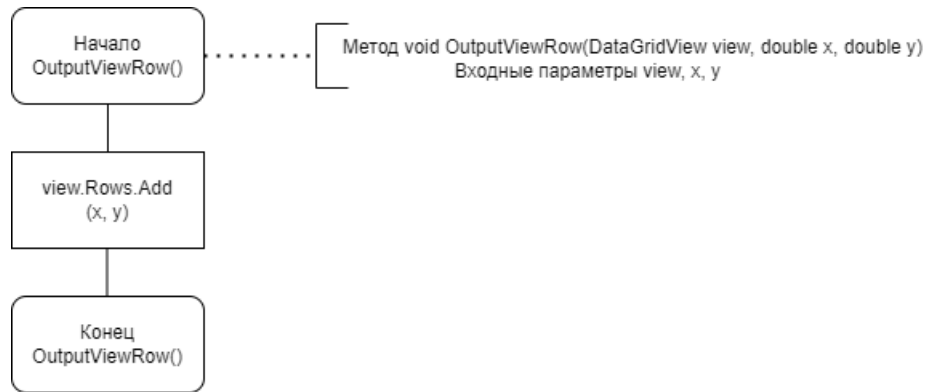 Начало
OutputViewRow()
Метод void OutputViewRow(DataGridView view, double x, double y)
Входные параметры view, x, y
view.Rows.Add
(x, y)
Конец
OutputViewRow()